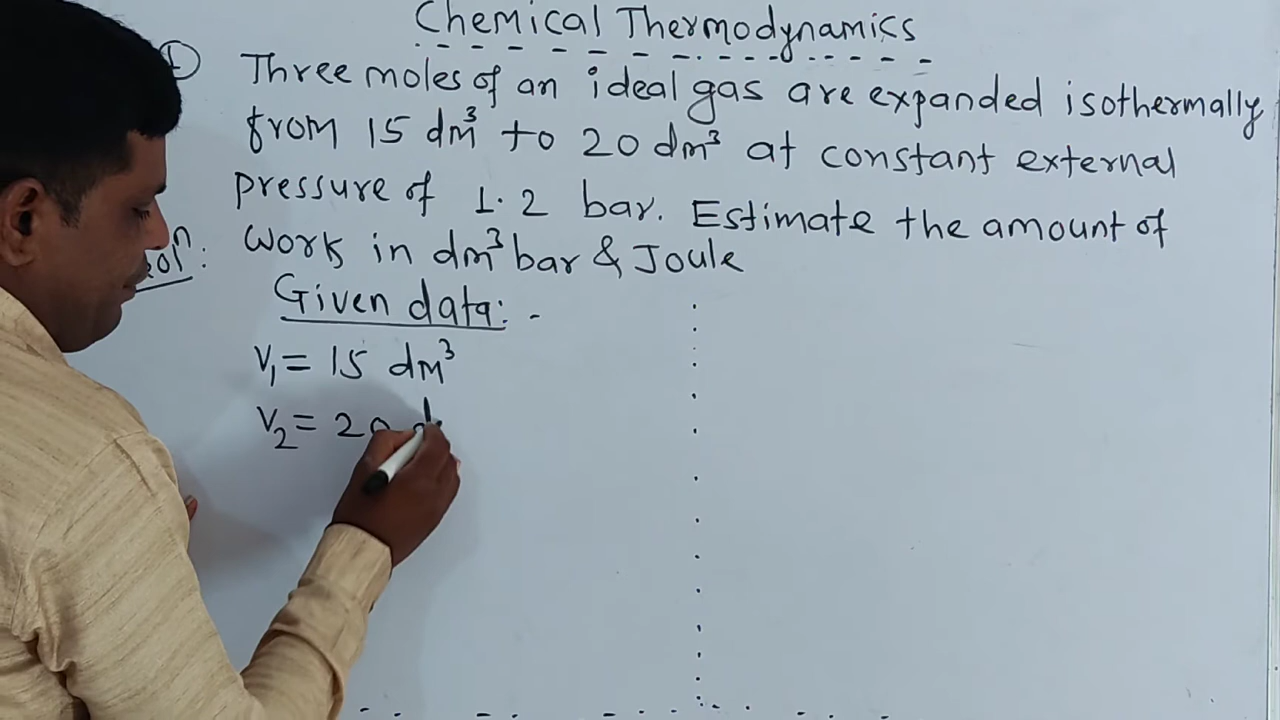 Chemical Thermodynamics
Three moles of an ideal gas are expanded isothermally
from 15 dm³ to 20 dm³ at constant external
pressure of 1.2 bar. Estimate the amount of
work in dm³ bar & Joule
Given data:-
V₁ = 15 dm³
V₂ = 20 d